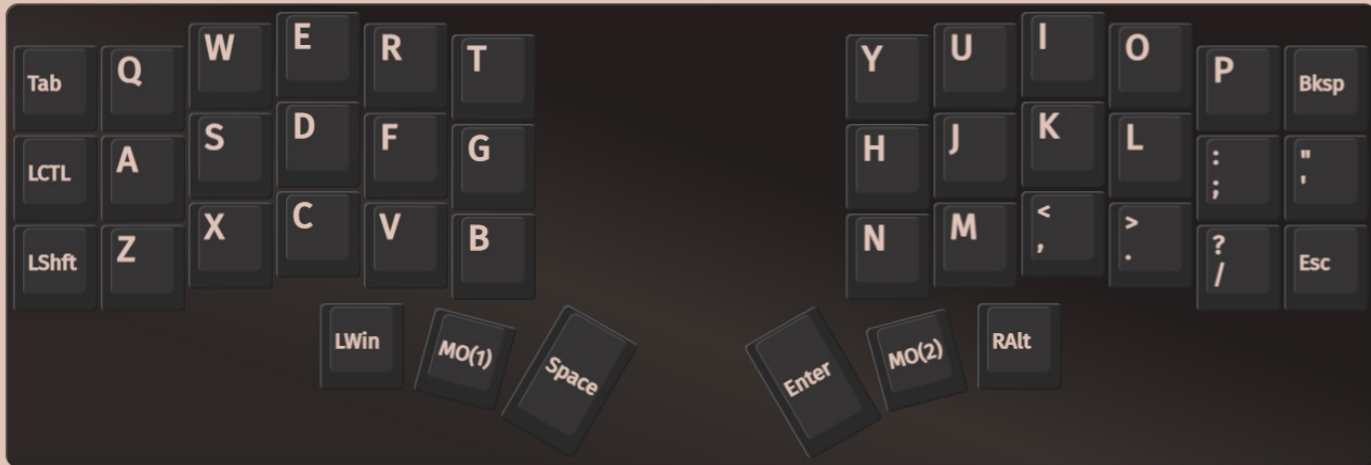 Tab Q W E R T Y U I O P Bksp
LCTL A S D F G H J K L : ; " '
LShft Z X C V B N M < , > . ? / Esc
LWin MO(1) Space Enter MO(2) RAlt